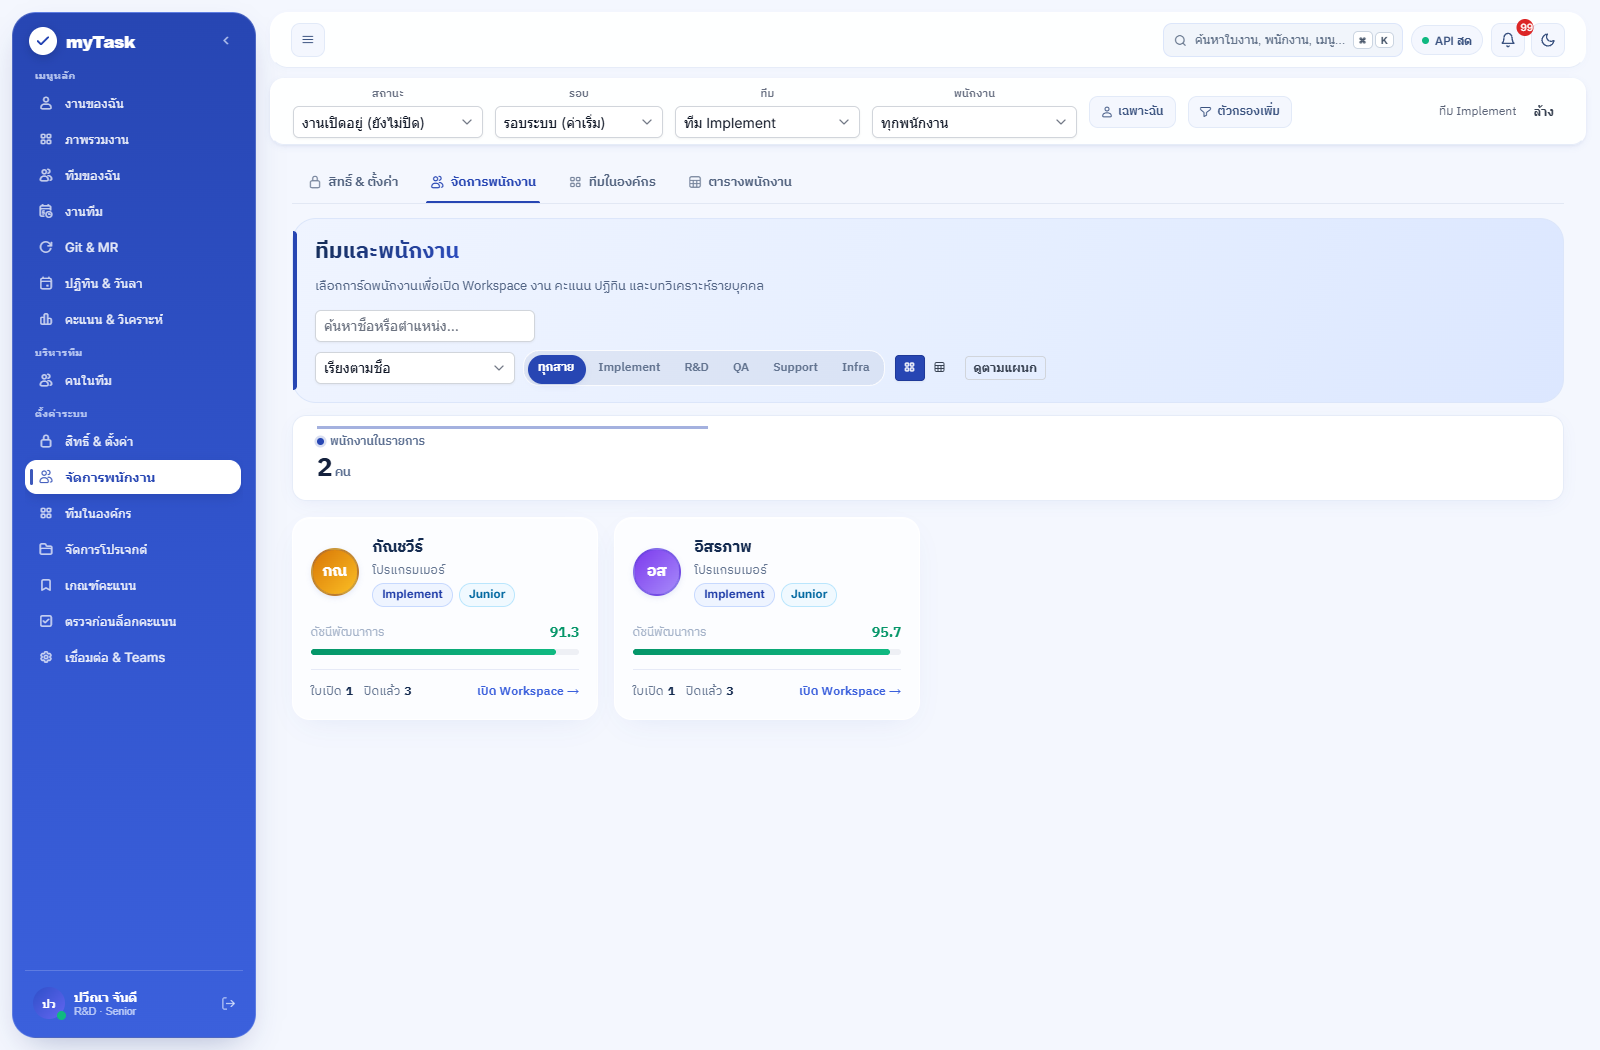 myTask
เมนูหลัก
งานของฉัน
ภาพรวมงาน
ทีมของฉัน
งานทีม
Git & MR
ปฏิทิน & วันลา
คะแนน & วิเคราะห์
บริหารทีม
คนในทีม
ตั้งค่าระบบ
สิทธิ์ & ตั้งค่า
จัดการพนักงาน
ทีมในองค์กร
จัดการโปรเจกต์
เกณฑ์คะแนน
ตรวจก่อนล็อกคะแนน
เชื่อมต่อ & Teams
ปว
ปวีณา จันดี
R&D · Senior
ค้นหาใบงาน, พนักงาน, เมนู... ⌘ K
API สด
99
สถานะ
งานเปิดอยู่ (ยังไม่ปิด)
รอบ
รอบระบบ (ค่าเริ่ม)
ทีม
ทีม Implement
พนักงาน
ทุกพนักงาน
เฉพาะฉัน
ตัวกรองเพิ่ม
ทีม Implement
ล้าง
สิทธิ์ & ตั้งค่า
จัดการพนักงาน
ทีมในองค์กร
ตารางพนักงาน
ทีมและพนักงาน
เลือกการ์ดพนักงานเพื่อเปิด Workspace งาน คะแนน ปฏิทิน และบทวิเคราะห์รายบุคคล
ค้นหาชื่อหรือตำแหน่ง...
เรียงตามชื่อ
ทุกสาย
Implement
R&D
QA
Support
Infra
ดูตามแผนก
พนักงานในรายการ
2 คน
กณ
กัณชวีร์
โปรแกรมเมอร์
Implement
Junior
ดัชนีพัฒนาการ 91.3
ใบเปิด 1 ปิดแล้ว 3
เปิด Workspace →
อส
อิสรภาพ
โปรแกรมเมอร์
Implement
Junior
ดัชนีพัฒนาการ 95.7
ใบเปิด 1 ปิดแล้ว 3
เปิด Workspace →